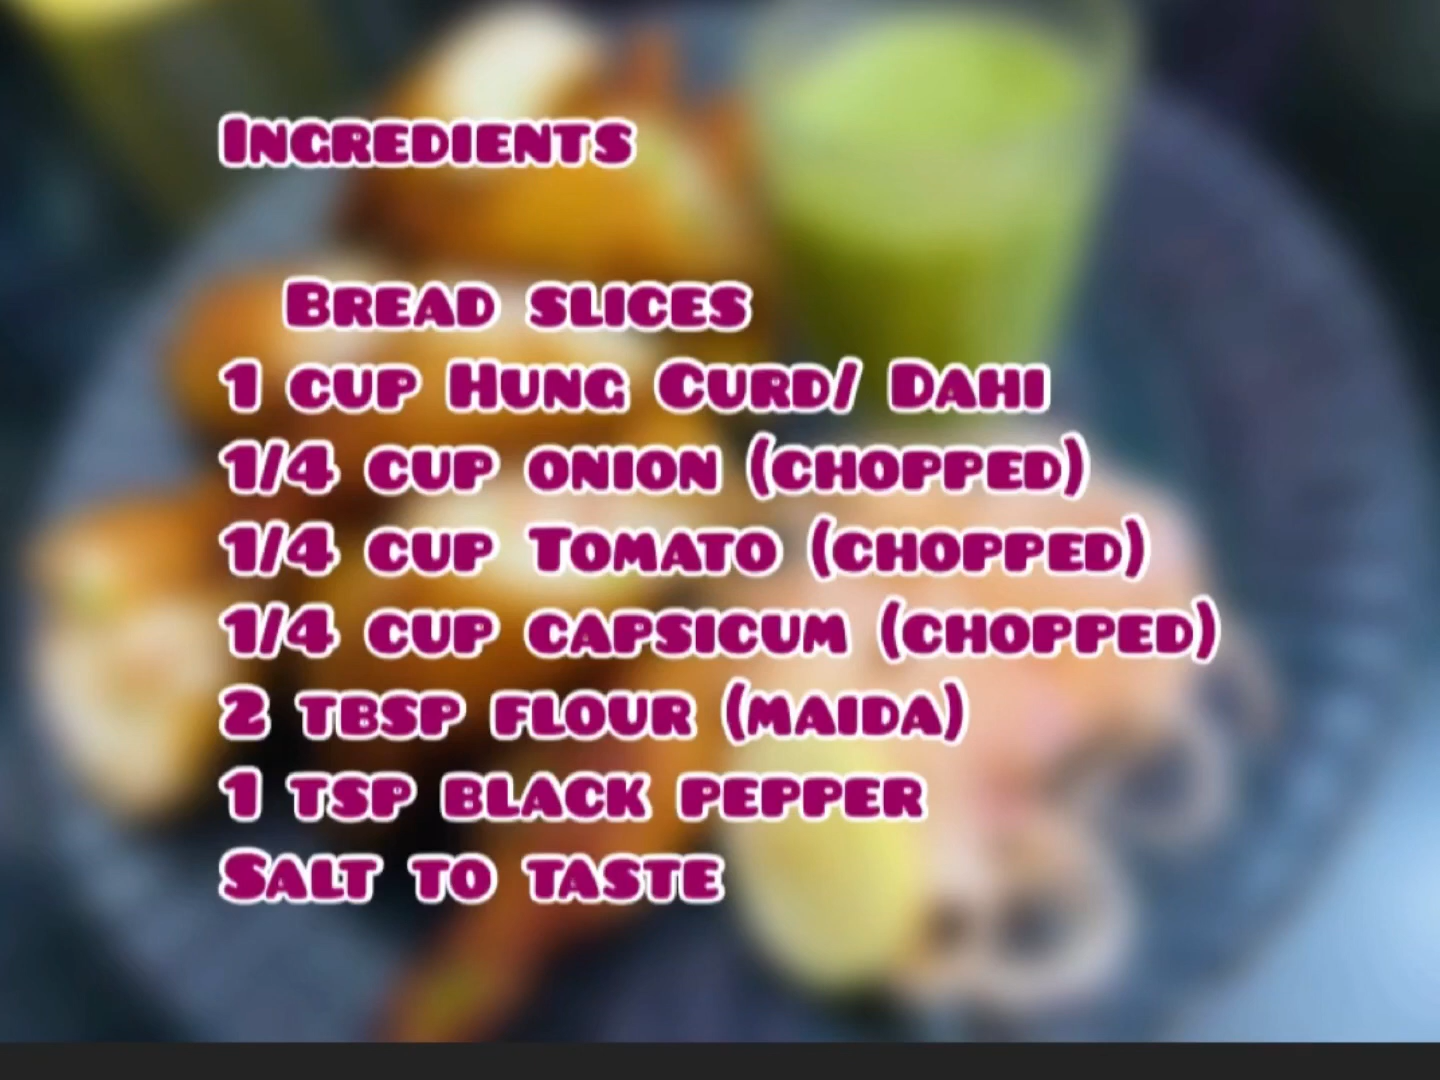 Ingredients
Bread slices
1 cup Hung Curd/ Dahi
1/4 cup onion (chopped)
1/4 cup Tomato (chopped)
1/4 cup capsicum (chopped)
2 tbsp flour (maida)
1 tsp black pepper
Salt to taste